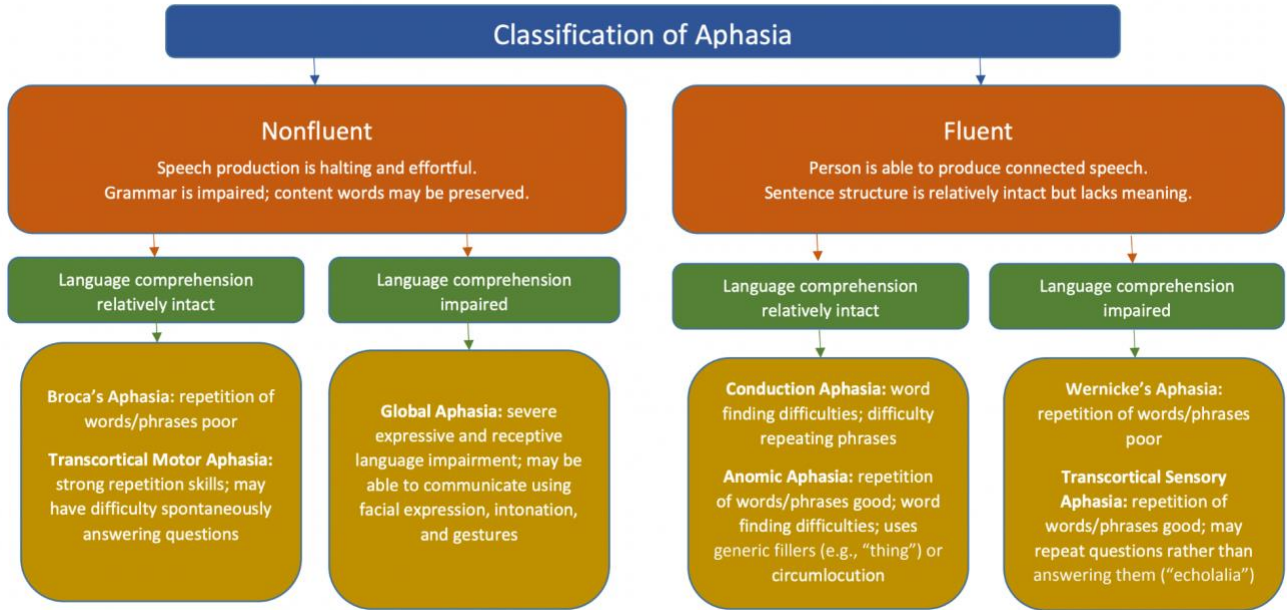 Classification of Aphasia
Nonfluent
Speech production is halting and effortful.
Grammar is impaired; content words may be preserved.
Fluent
Person is able to produce connected speech.
Sentence structure is relatively intact but lacks meaning.
Language comprehension
relatively intact
Language comprehension
impaired
Language comprehension
relatively intact
Language comprehension
impaired
Broca’s Aphasia: repetition of
words/phrases poor
Transcortical Motor Aphasia:
strong repetition skills; may
have difficulty spontaneously
answering questions
Global Aphasia: severe
expressive and receptive
language impairment; may be
able to communicate using
facial expression, intonation,
and gestures
Conduction Aphasia: word
finding difficulties; difficulty
repeating phrases
Anomic Aphasia: repetition
of words/phrases good; word
finding difficulties; uses
generic fillers (e.g., “thing”) or
circumlocution
Wernicke’s Aphasia:
repetition of words/phrases
poor
Transcortical Sensory
Aphasia: repetition of
words/phrases good; may
repeat questions rather than
answering them (“echolalia”)